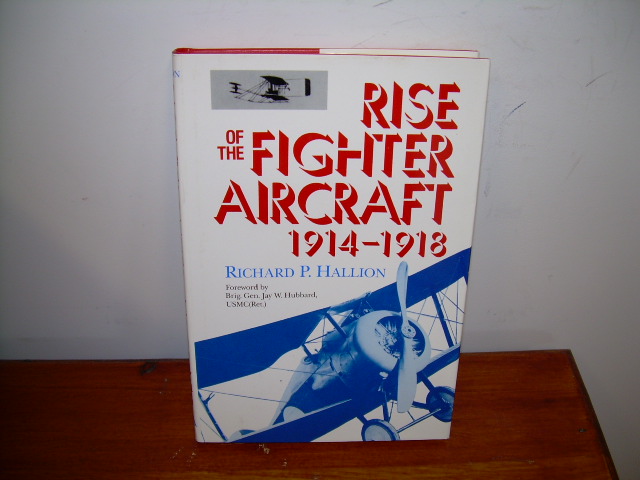 RISE
OF THE FIGHTER
AIRCRAFT
1914-1918
RICHARD P. HALLION
Foreword by
Brig. Gen. Jay W. Hubbard,
USMC(Ret.)